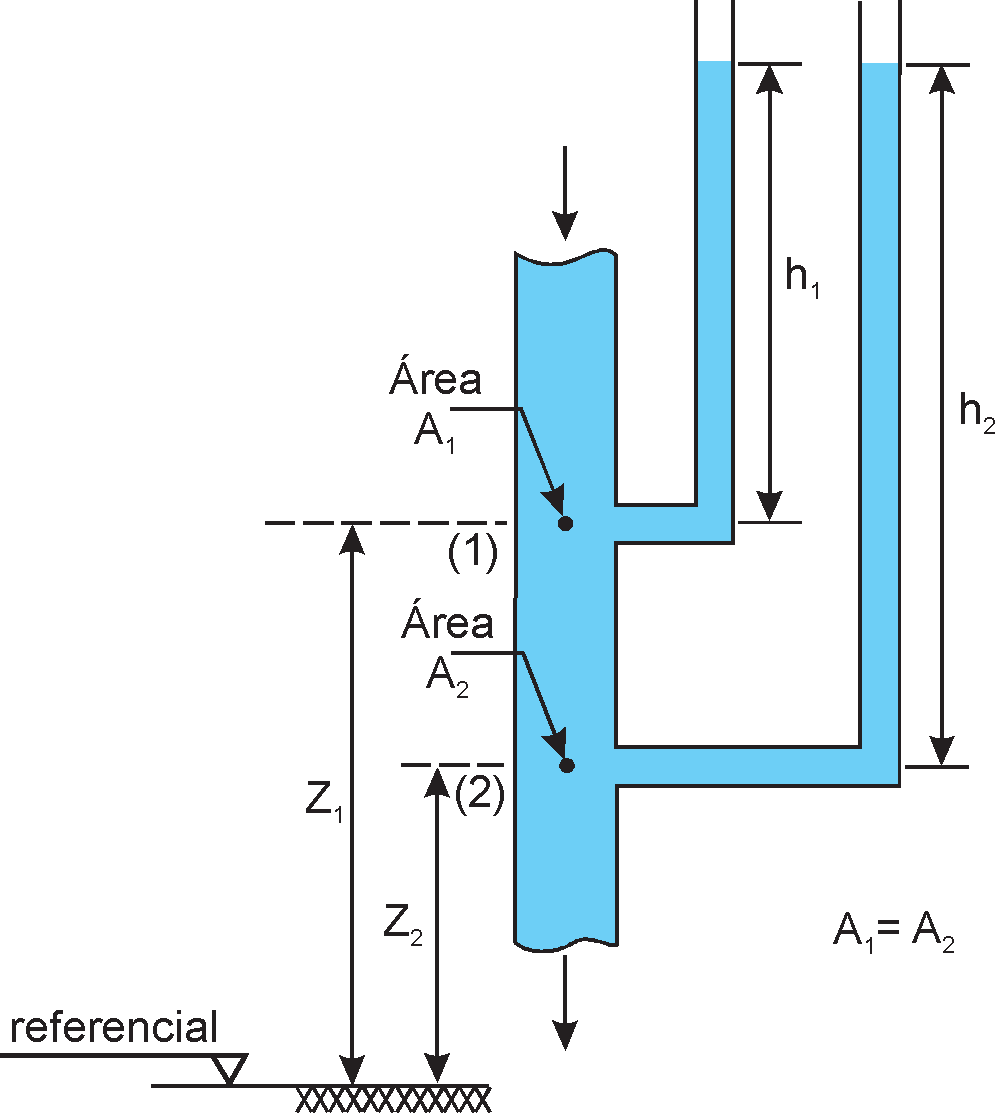 h₁
Área
A₁
h₂
(1)
Área
A₂
(2)
Z₁
Z₂
A₁= A₂
referencial